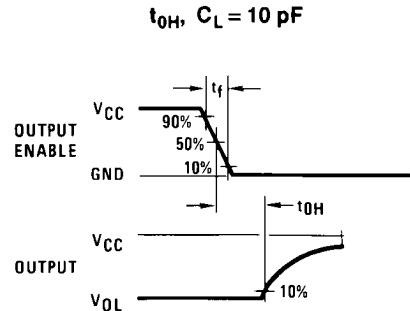 t0H, CL = 10 pF
tf
VCC
90%
OUTPUT
ENABLE
50%
10%
GND
t0H
VCC
OUTPUT
10%
VOL